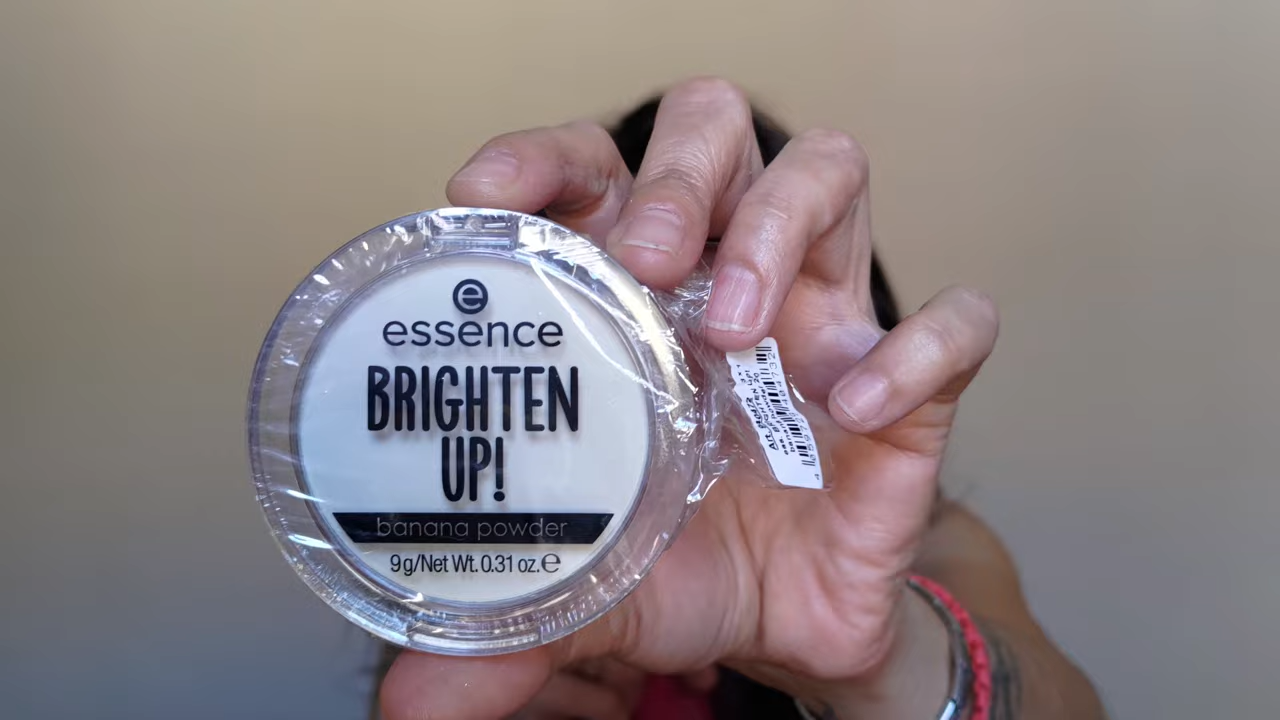 e
essence
BRIGHTEN
UP!
banana powder
9g/Net Wt. 0.31 oz. ℮